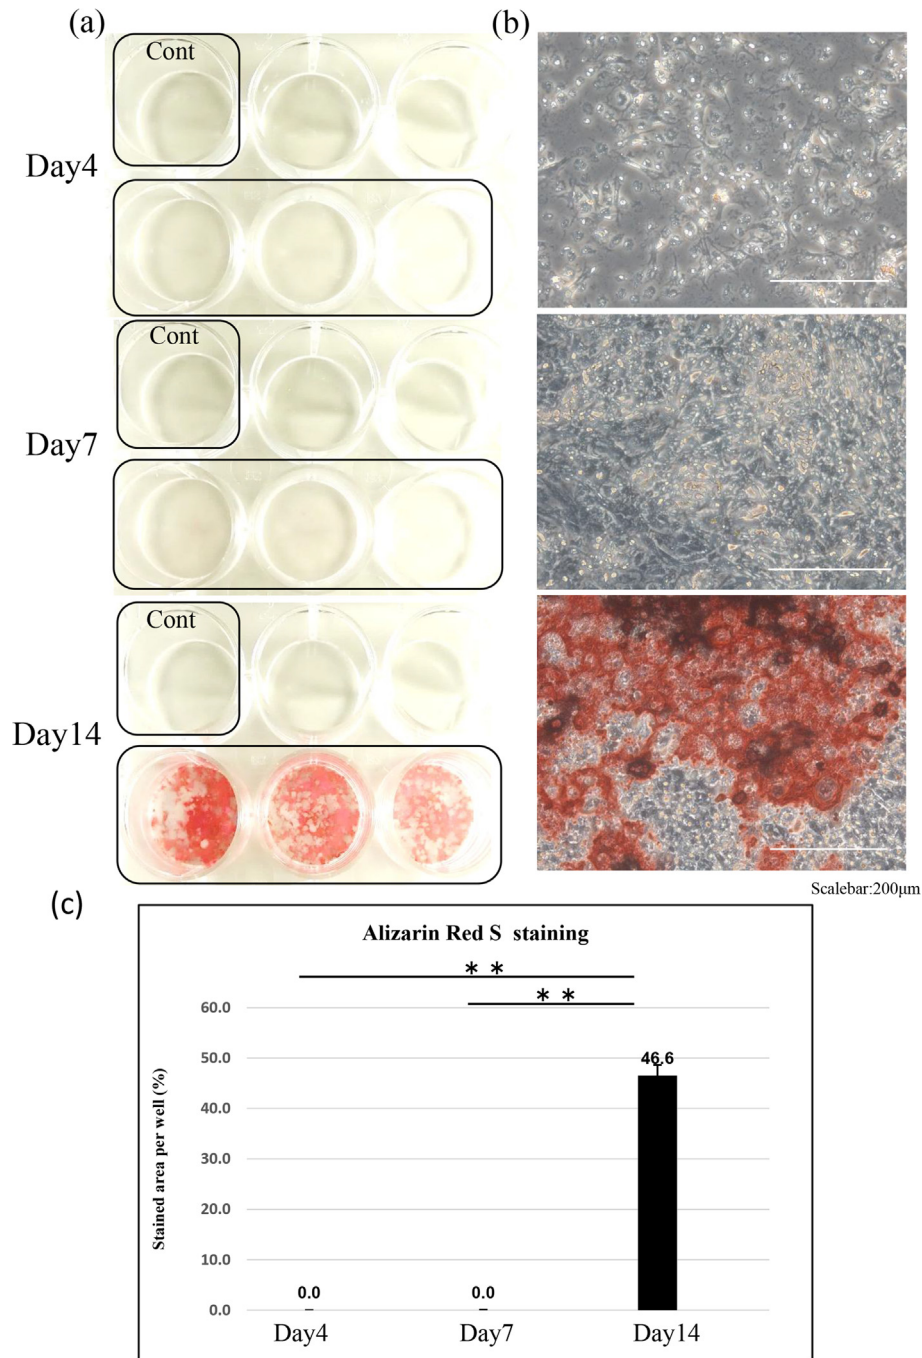 (a)
(b)
Cont
Day4
Cont
Day7
Cont
Day14
Scalebar:200μm
(c)
Alizarin Red S staining
* *
* *
Stained area per well (%)
60.0
50.0
40.0
30.0
20.0
10.0
0.0
0.0
0.0
46.6
Day4
Day7
Day14